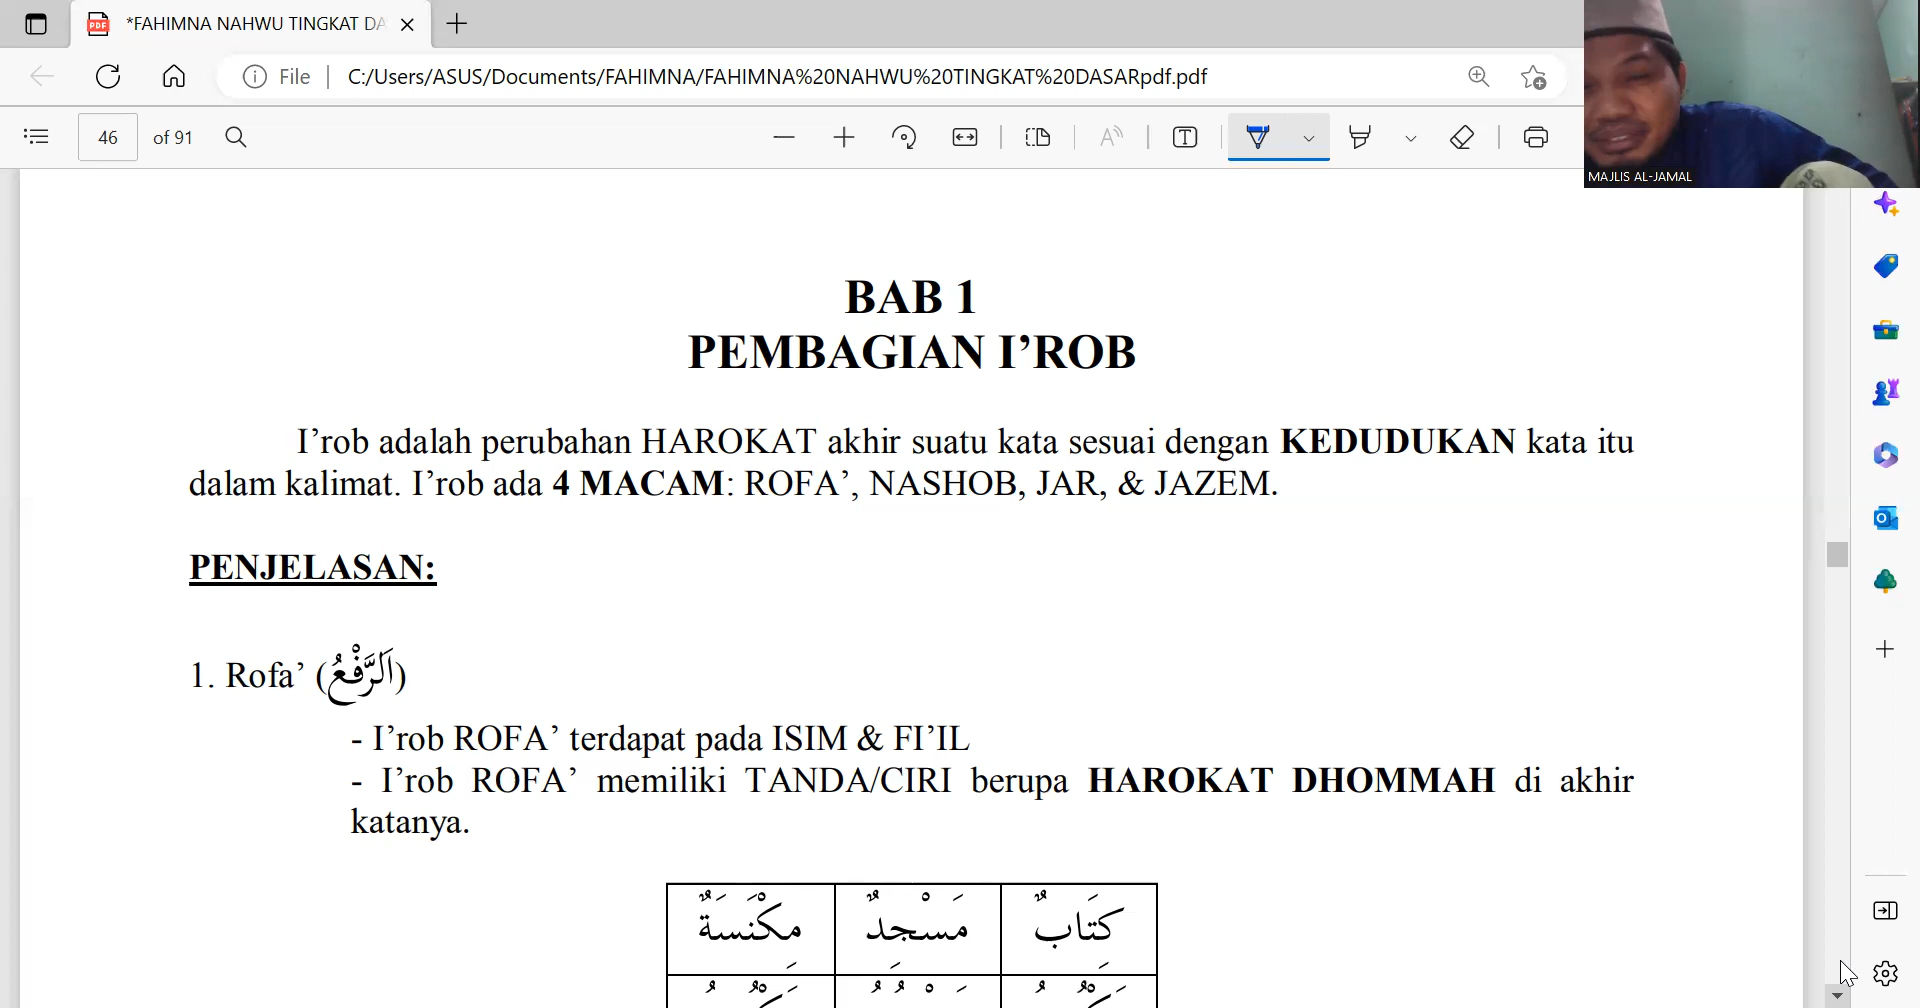 *FAHIMNA NAHWU TINGKAT DA
File
C:/Users/ASUS/Documents/FAHIMNA/FAHIMNA%20NAHWU%20TINGKAT%20DASARpdf.pdf
46 of 91
MAJLIS AL-JAMAL
BAB 1
PEMBAGIAN I’ROB
I’rob adalah perubahan HAROKAT akhir suatu kata sesuai dengan KEDUDUKAN kata itu
dalam kalimat. I’rob ada 4 MACAM: ROFA’, NASHOB, JAR, & JAZEM.
PENJELASAN:
1. Rofa’ (اَلرَّفْعُ)
- I’rob ROFA’ terdapat pada ISIM & FI’IL
- I’rob ROFA’ memiliki TANDA/CIRI berupa HAROKAT DHOMMAH di akhir
katanya.
كِتَابٌ مَسْجِدٌ مِكْنَسَةٌ